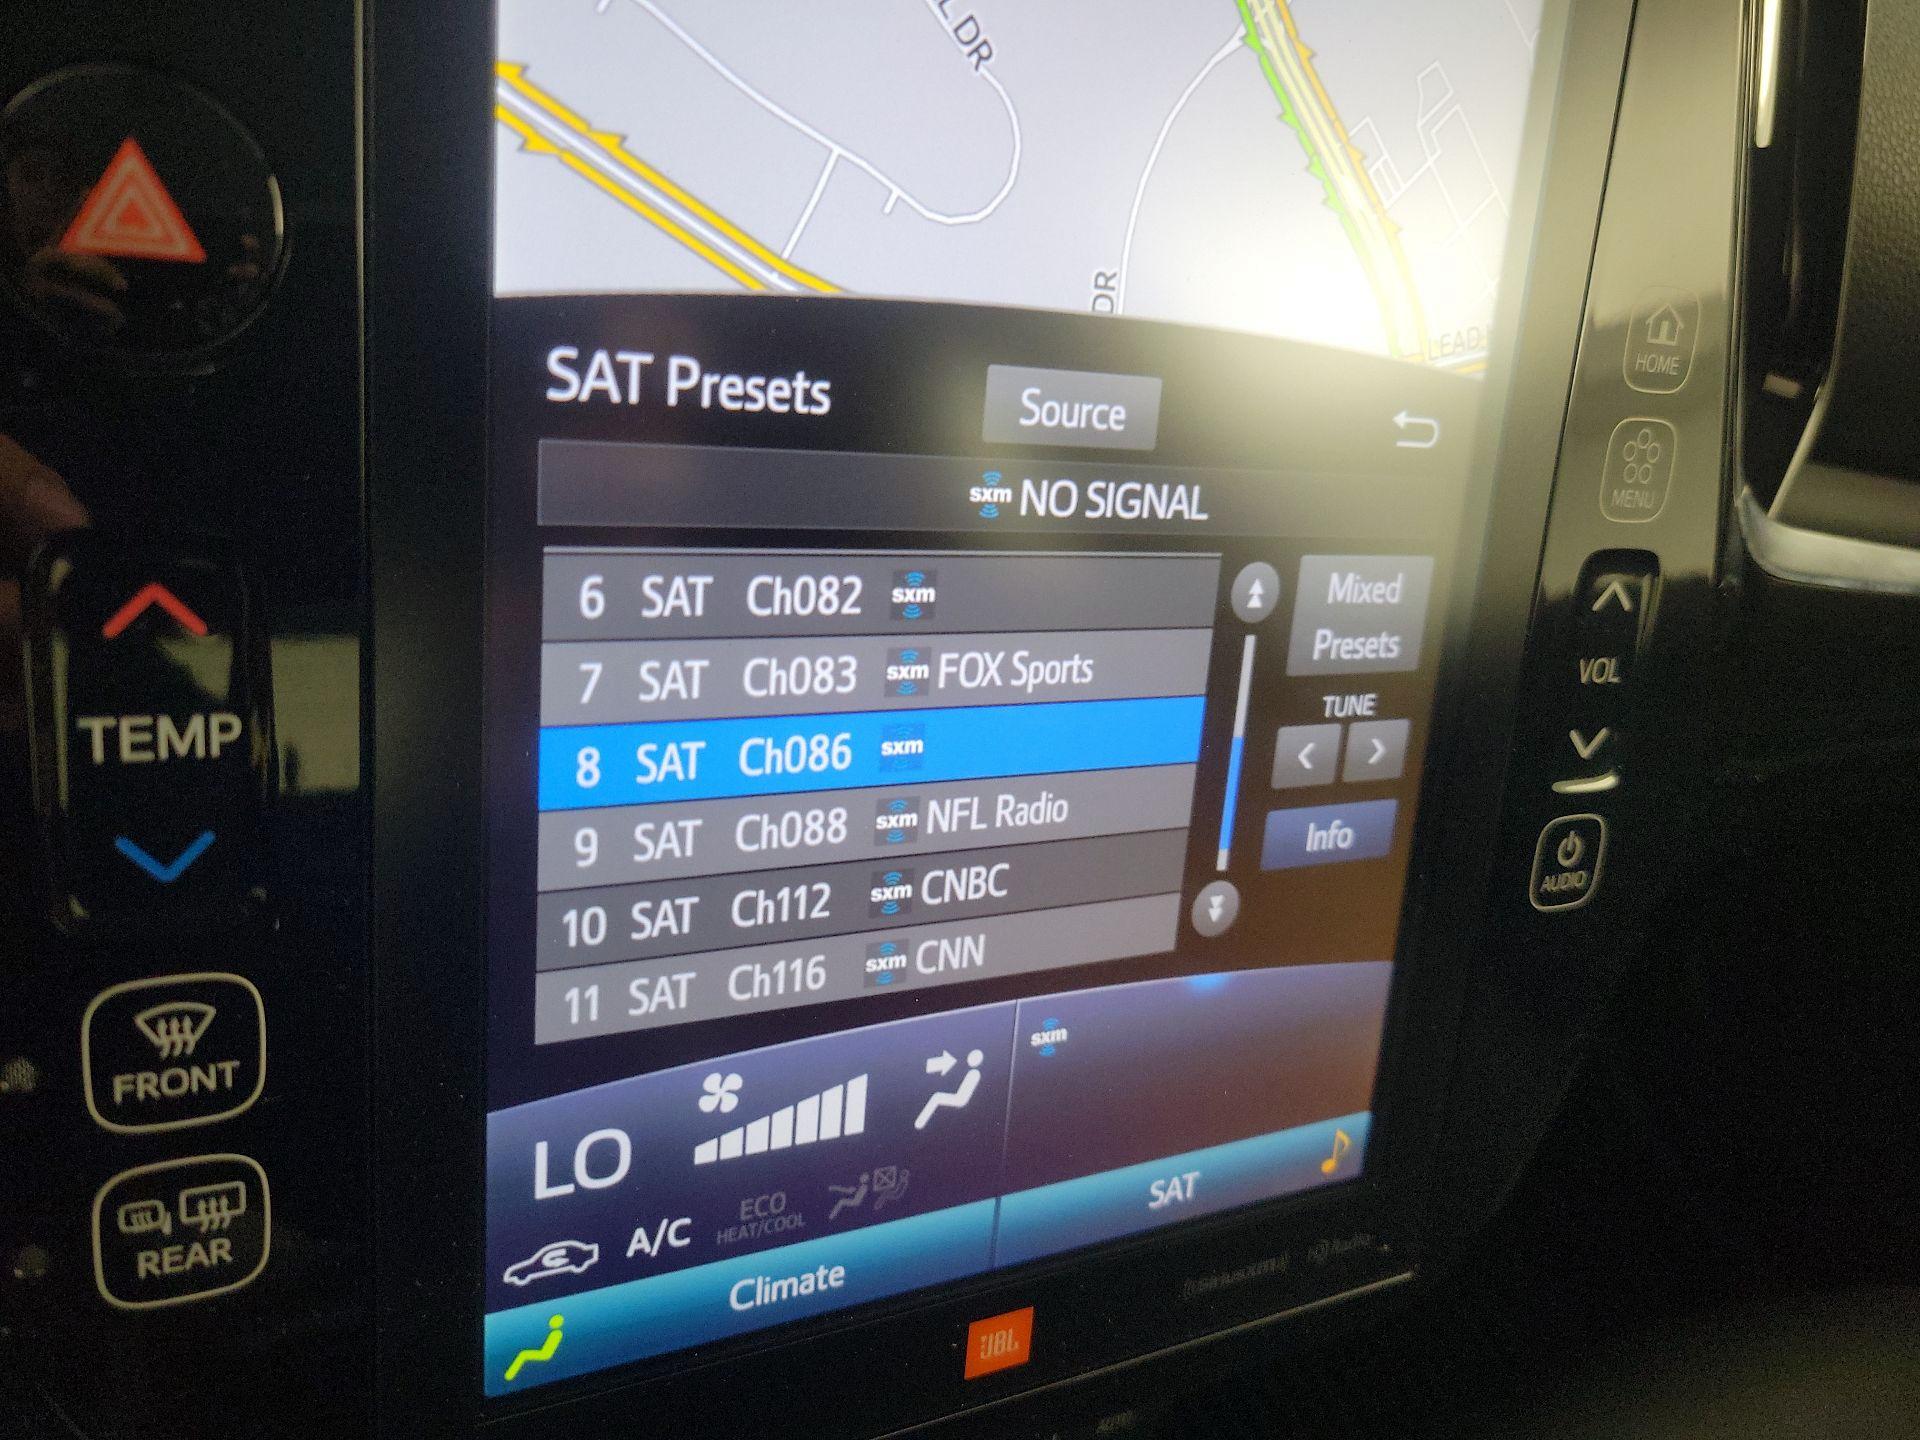 L DR
DR
LEAD
SAT Presets
Source
sxm NO SIGNAL
6 SAT Ch082 sxm
7 SAT Ch083 sxm FOX Sports
8 SAT Ch086 sxm
9 SAT Ch088 sxm NFL Radio
10 SAT Ch112 sxm CNBC
11 SAT Ch116 sxm CNN
Mixed
Presets
TUNE
Info
sxm
LO
A/C
ECO
HEAT/COOL
Climate
SAT
JBL
TEMP
FRONT
REAR
HOME
MENU
VOL
AUDIO
(SiriusXM)
HD Radio